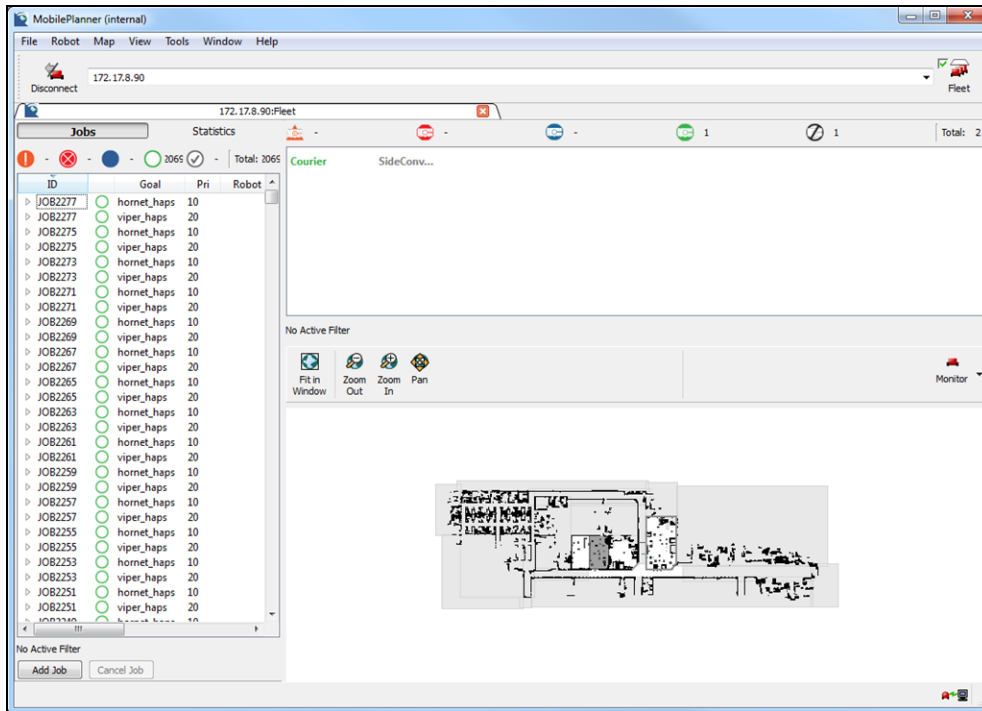 MobilePlanner (internal)
File Robot Map View Tools Window Help
Disconnect
172.17.8.90
Fleet
172.17.8.90:Fleet
Jobs Statistics
- - - 1 1 Total: 2
- - - 2069 - Total: 2069
Courier SideConv...
ID Goal Pri Robot
JOB2277 hornet_haps 10
JOB2277 viper_haps 20
JOB2275 hornet_haps 10
JOB2275 viper_haps 20
JOB2273 hornet_haps 10
JOB2273 viper_haps 20
JOB2271 hornet_haps 10
JOB2271 viper_haps 20
JOB2269 hornet_haps 10
JOB2269 viper_haps 20
JOB2267 hornet_haps 10
JOB2267 viper_haps 20
JOB2265 hornet_haps 10
JOB2265 viper_haps 20
JOB2263 hornet_haps 10
JOB2263 viper_haps 20
JOB2261 hornet_haps 10
JOB2261 viper_haps 20
JOB2259 hornet_haps 10
JOB2259 viper_haps 20
JOB2257 hornet_haps 10
JOB2257 viper_haps 20
JOB2255 hornet_haps 10
JOB2255 viper_haps 20
JOB2253 hornet_haps 10
JOB2253 viper_haps 20
JOB2251 hornet_haps 10
JOB2251 viper_haps 20
No Active Filter
Add Job Cancel Job
No Active Filter
Fit in Window
Zoom Out
Zoom In
Pan
Monitor